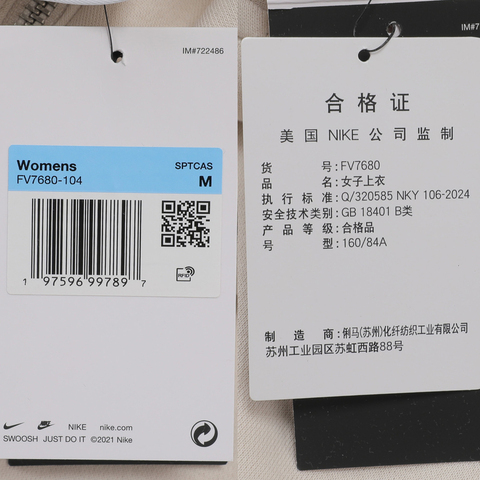 IM#722486
Womens
SPTCAS
FV7680-104
M
1 97596 99789 7
RFID
NIKE nike.com
SWOOSH JUST DO IT ©2021 Nike
IM#7
合格证
美国 NIKE 公司监制
货号:FV7680
品名:女子上衣
执行标准:Q/320585 NKY 106-2024
安全技术类别:GB 18401 B类
产品等级:合格品
号型:160/84A
制造商:俐马(苏州)化纤纺织工业有限公司
苏州工业园区苏虹西路88号